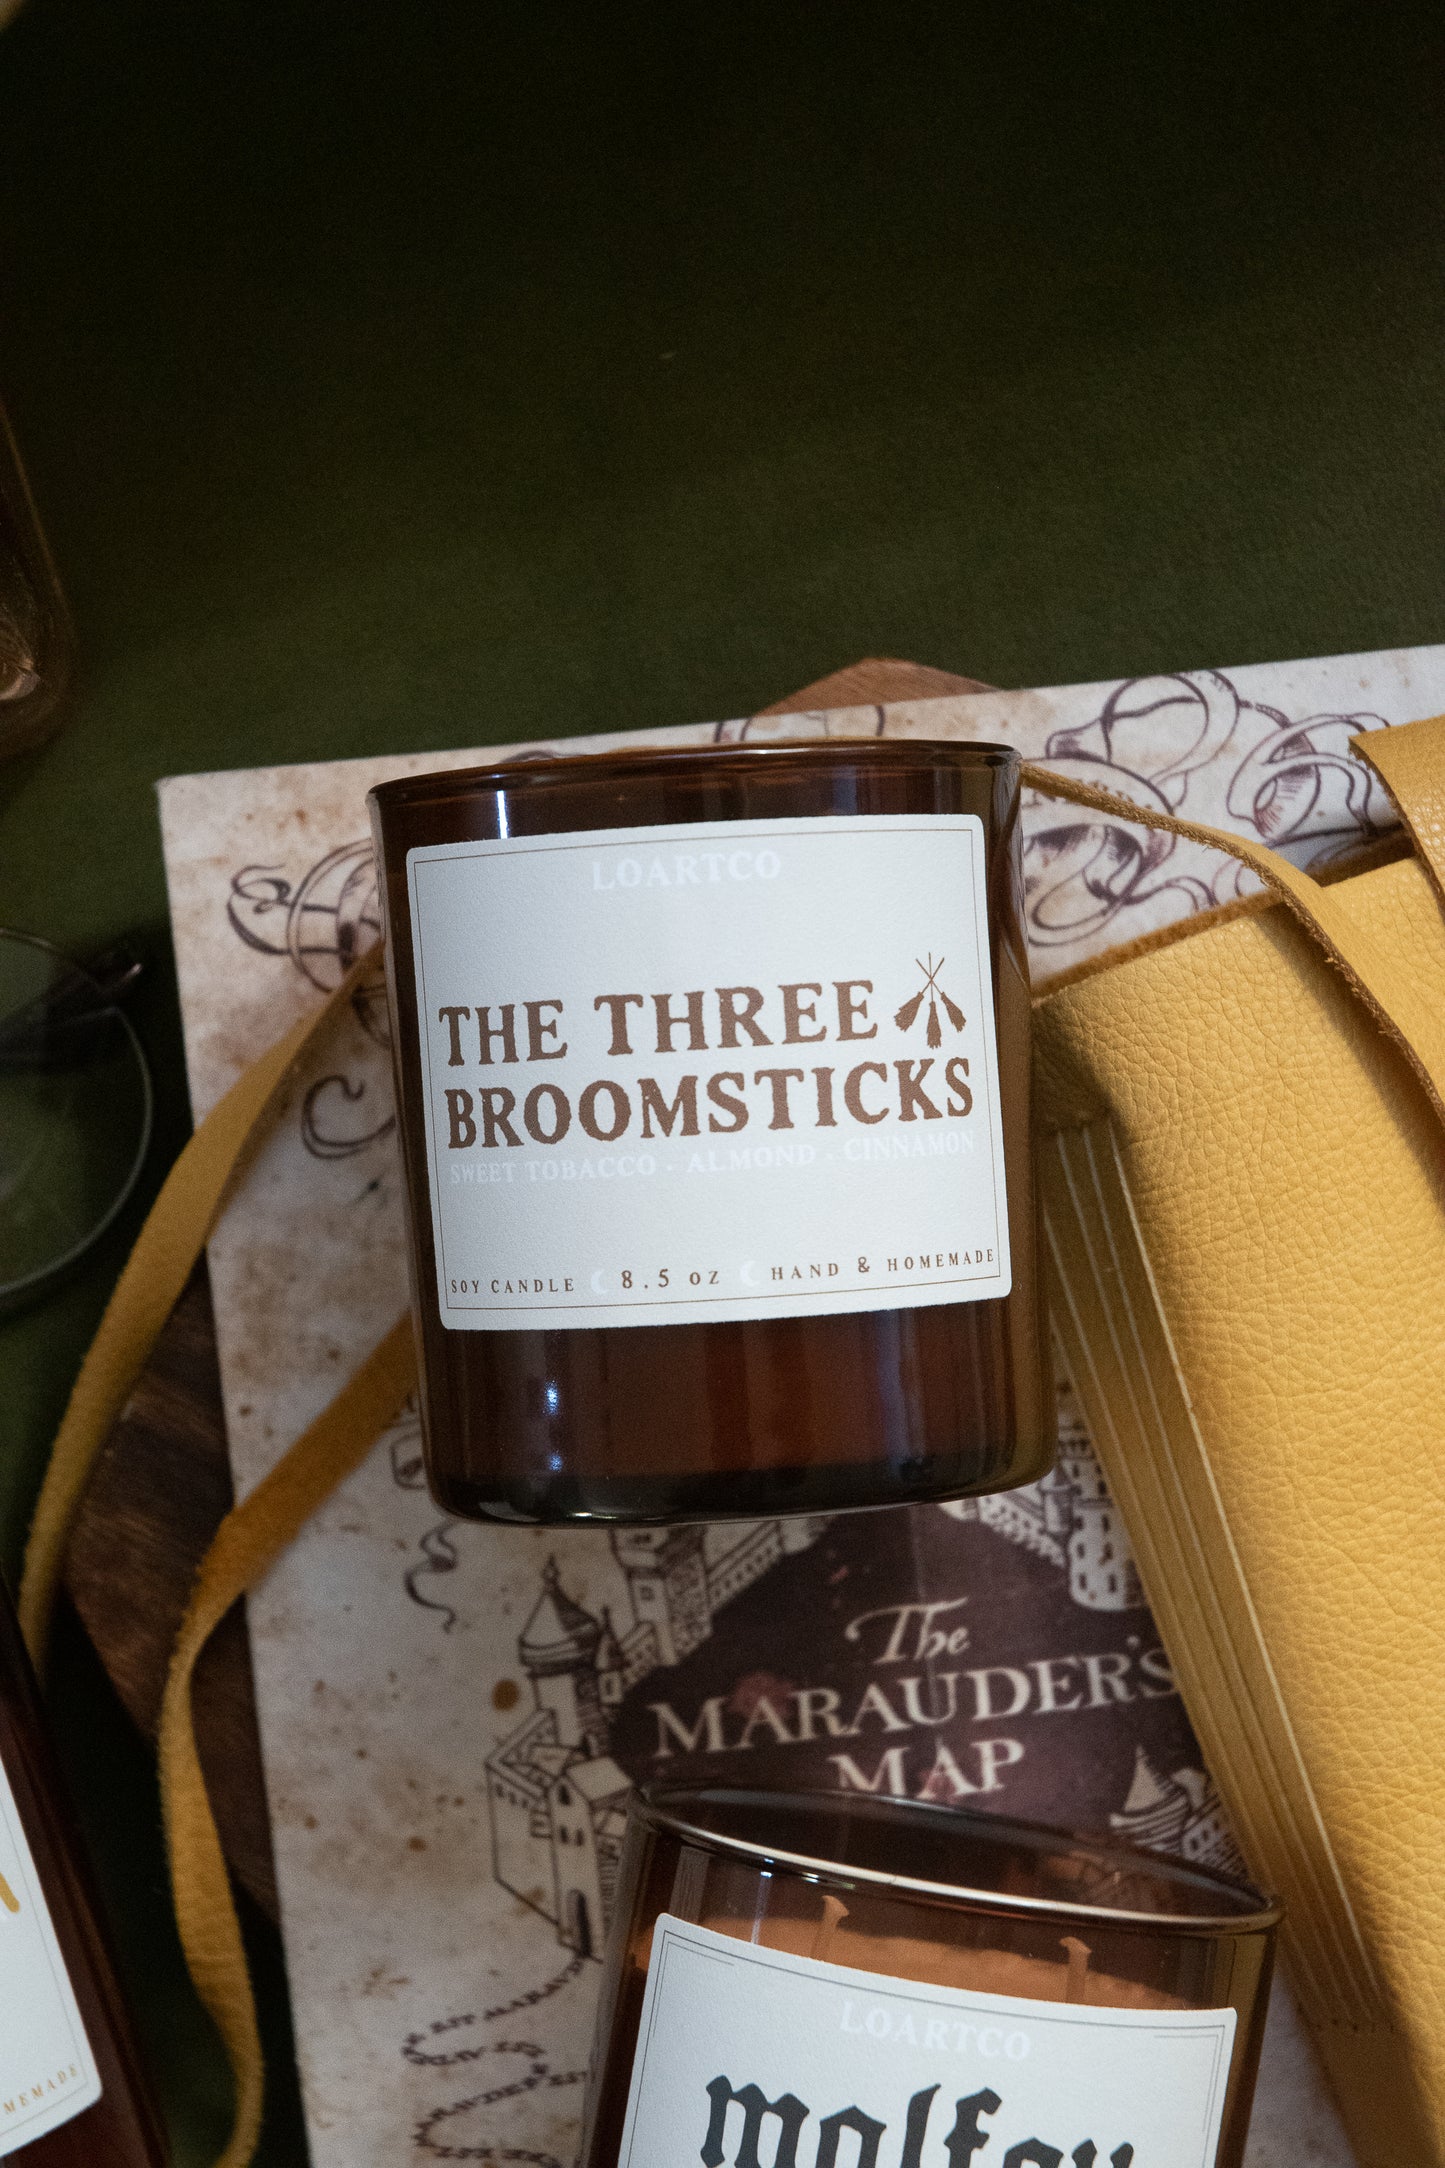 LOARTCO
THE THREE
BROOMSTICKS
SWEET TOBACCO · ALMOND · CINNAMON
SOY CANDLE 8.5 oz HAND & HOMEMADE
The
MARAUDER'S
MAP
LOARTCO
malfoy
MEMADE